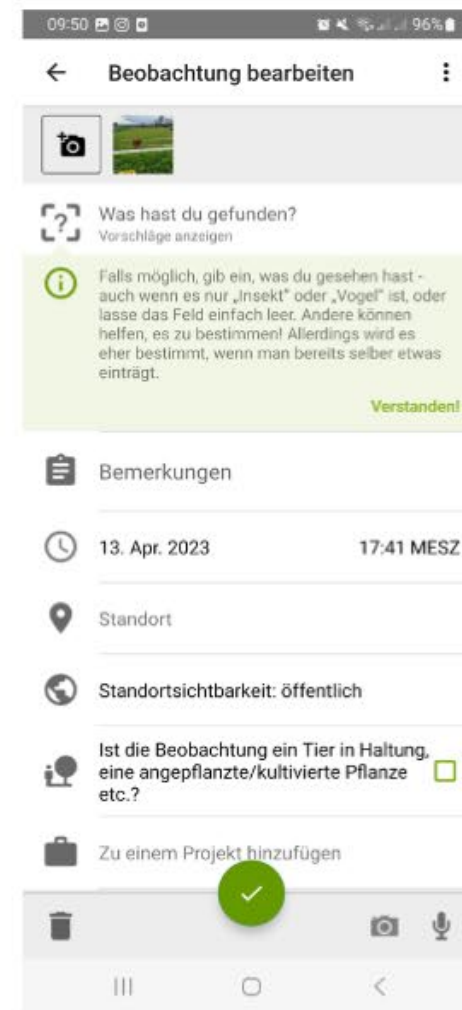 09:50 96%
Beobachtung bearbeiten
Was hast du gefunden?
Vorschläge anzeigen
Falls möglich, gib ein, was du gesehen hast -
auch wenn es nur „Insekt" oder „Vogel" ist, oder
lasse das Feld einfach leer. Andere können
helfen, es zu bestimmen! Allerdings wird es
eher bestimmt, wenn man bereits selber etwas
einträgt.
Verstanden!
Bemerkungen
13. Apr. 2023 17:41 MESZ
Standort
Standortsichtbarkeit: öffentlich
Ist die Beobachtung ein Tier in Haltung,
eine angepflanzte/kultivierte Pflanze
etc.?
Zu einem Projekt hinzufügen